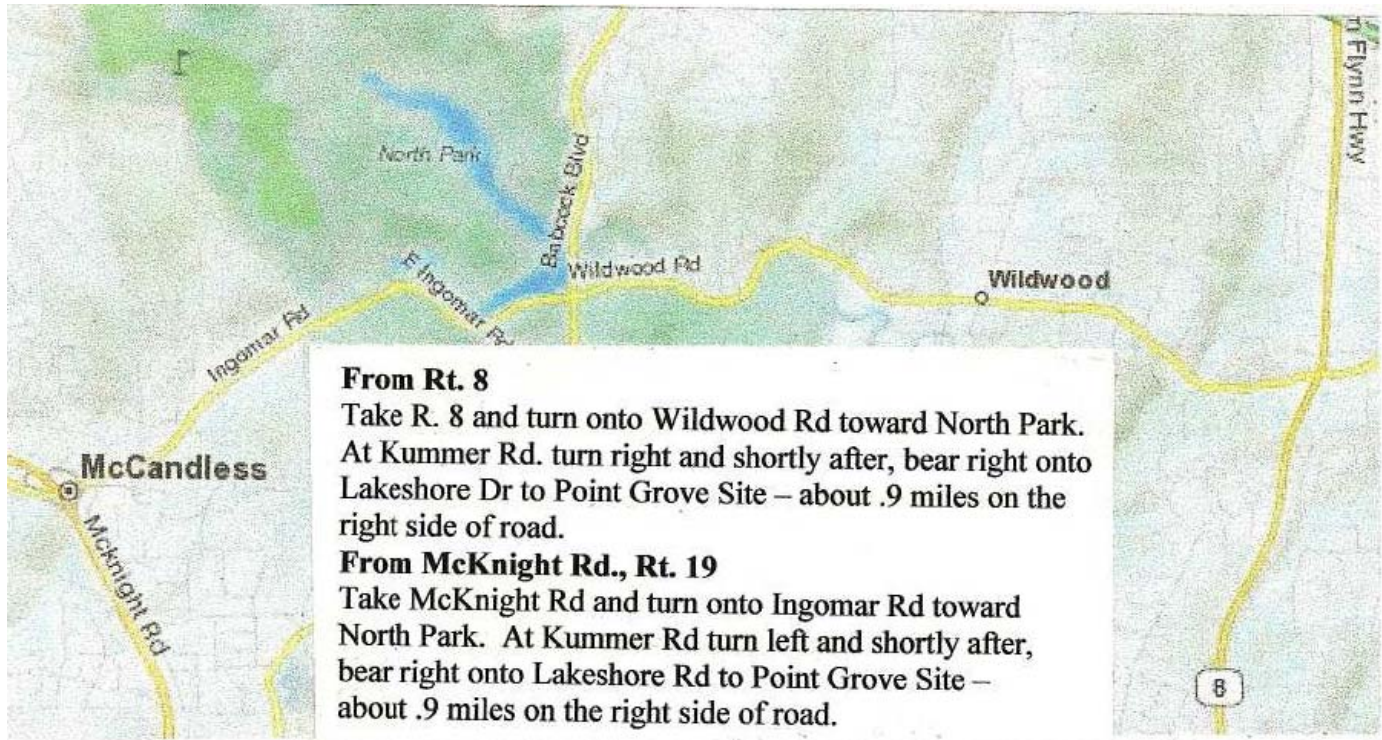 n Flynn Hwy
North Park
Babcock Blvd
E Ingomar Rd
Wildwood Rd
Wildwood
Ingomar Rd
McCandless
Mcknight Rd
From Rt. 8
Take R. 8 and turn onto Wildwood Rd toward North Park.
At Kummer Rd. turn right and shortly after, bear right onto
Lakeshore Dr to Point Grove Site – about .9 miles on the
right side of road.
From McKnight Rd., Rt. 19
Take McKnight Rd and turn onto Ingomar Rd toward
North Park.  At Kummer Rd turn left and shortly after,
bear right onto Lakeshore Rd to Point Grove Site –
about .9 miles on the right side of road.
8